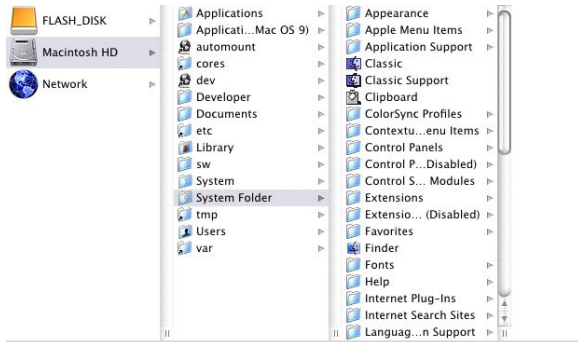 FLASH_DISK
Macintosh HD
Network
Applications
Applicati...Mac OS 9)
automount
cores
dev
Developer
Documents
etc
Library
sw
System
System Folder
tmp
Users
var
Appearance
Apple Menu Items
Application Support
Classic
Classic Support
Clipboard
ColorSync Profiles
Contextu...enu Items
Control Panels
Control P...Disabled)
Control S... Modules
Extensions
Extensio... (Disabled)
Favorites
Finder
Fonts
Help
Internet Plug-Ins
Internet Search Sites
Languag...n Support